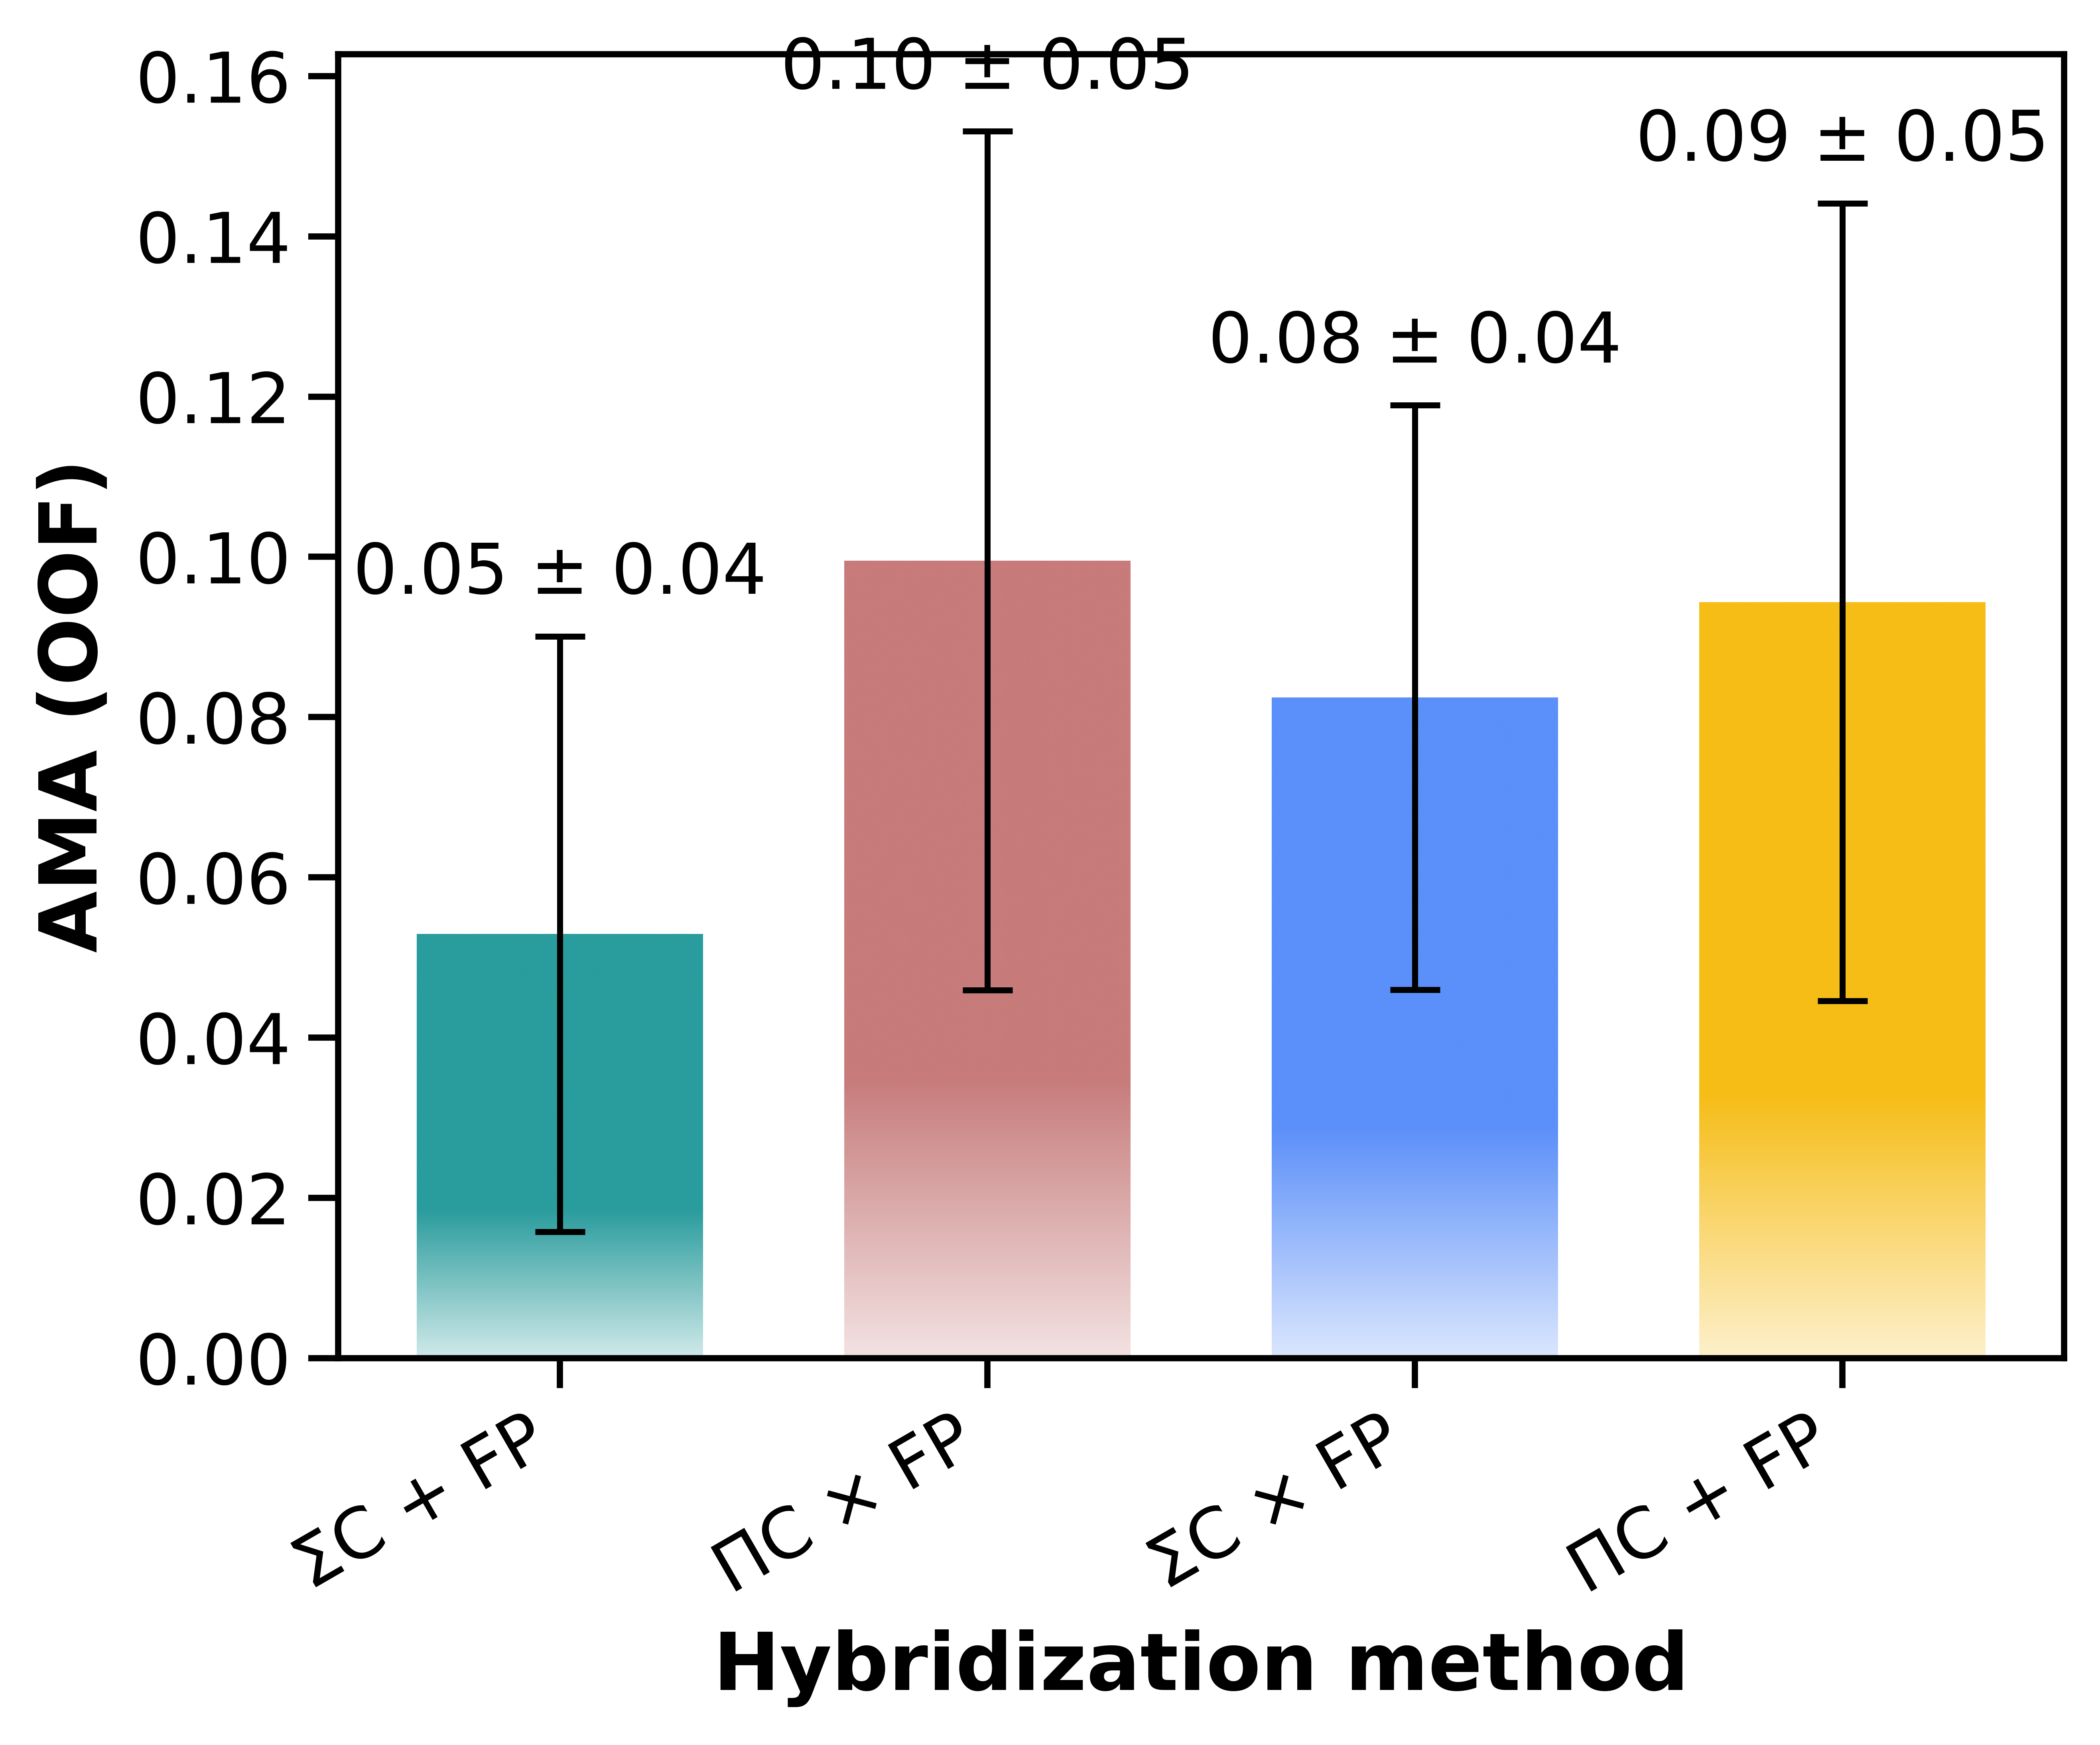 0.10 ± 0.05
0.16
0.09 ± 0.05
0.14
0.08 ± 0.04
0.12
0.10
0.05 ± 0.04
0.08
0.06
0.04
0.02
0.00
AMA (OOF)
ΣC + FP
ΠC × FP
ΣC × FP
ΠC + FP
Hybridization method